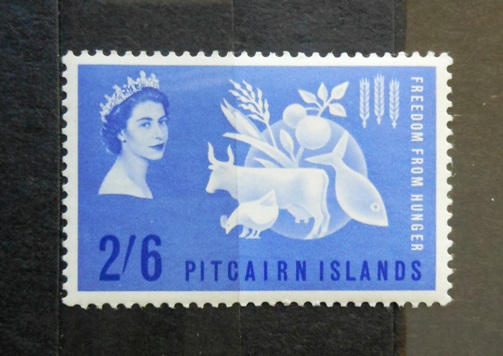 FREEDOM FROM HUNGER
2/6 PITCAIRN ISLANDS